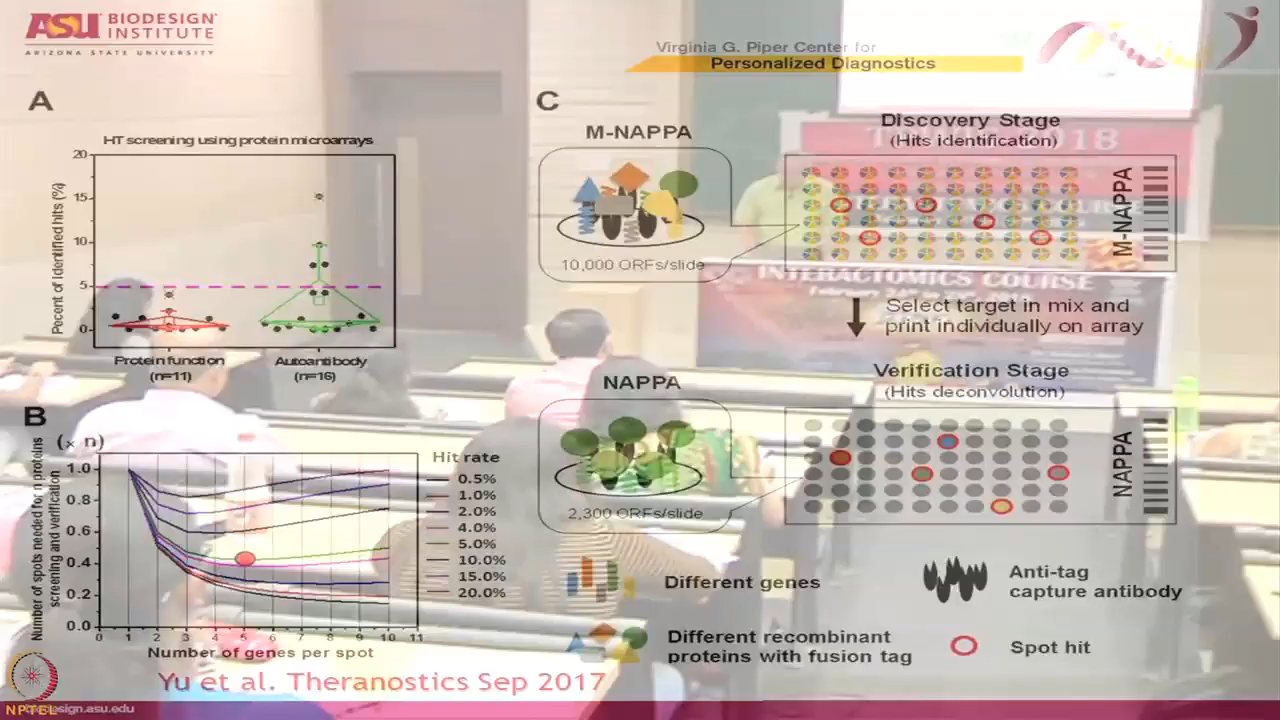 ASU BIODESIGN INSTITUTE
ARIZONA STATE UNIVERSITY
Virginia G. Piper Center for
Personalized Diagnostics
A
HT screening using protein microarrays
Pecent of identified hits (%)
20
15
10
5
0
Protein function
(n=11)
Autoantibody
(n=16)
B
(× n)
Number of spots needed for n proteins
screening and verification
1.0
0.8
0.6
0.4
0.2
0.0
0 1 2 3 4 5 6 7 8 9 10 11
Number of genes per spot
Hit rate
0.5%
1.0%
2.0%
4.0%
5.0%
10.0%
15.0%
20.0%
C
M-NAPPA
10,000 ORFs/slide
Discovery Stage
(Hits identification)
M-NAPPA
Select target in mix and
print individually on array
NAPPA
2,300 ORFs/slide
Verification Stage
(Hits deconvolution)
NAPPA
Different genes
Different recombinant
proteins with fusion tag
Anti-tag
capture antibody
Spot hit
2018
INTERACTOMICS COURSE
Yu et al. Theranostics Sep 2017
NPTEL
biodesign.asu.edu